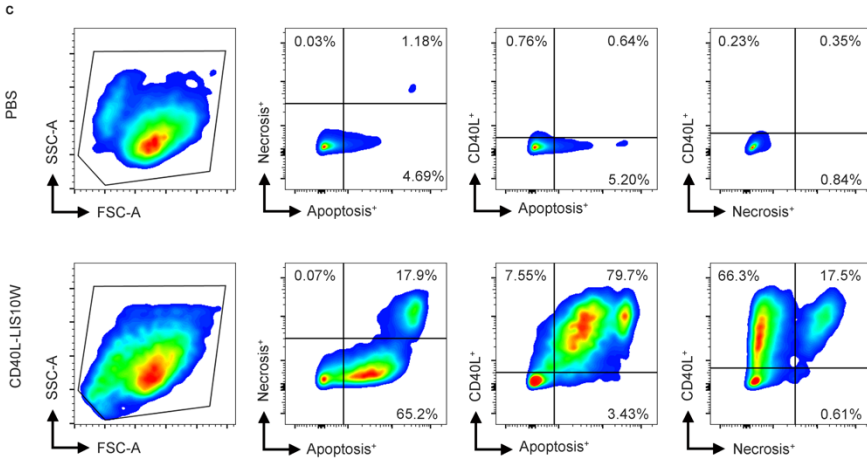 c
PBS
SSC-A
FSC-A
0.03% 1.18%
Necrosis⁺
4.69%
Apoptosis⁺
0.76% 0.64%
CD40L⁺
5.20%
Apoptosis⁺
0.23% 0.35%
CD40L⁺
0.84%
Necrosis⁺
CD40L-LIS10W
SSC-A
FSC-A
0.07% 17.9%
Necrosis⁺
65.2%
Apoptosis⁺
7.55% 79.7%
CD40L⁺
3.43%
Apoptosis⁺
66.3% 17.5%
CD40L⁺
0.61%
Necrosis⁺